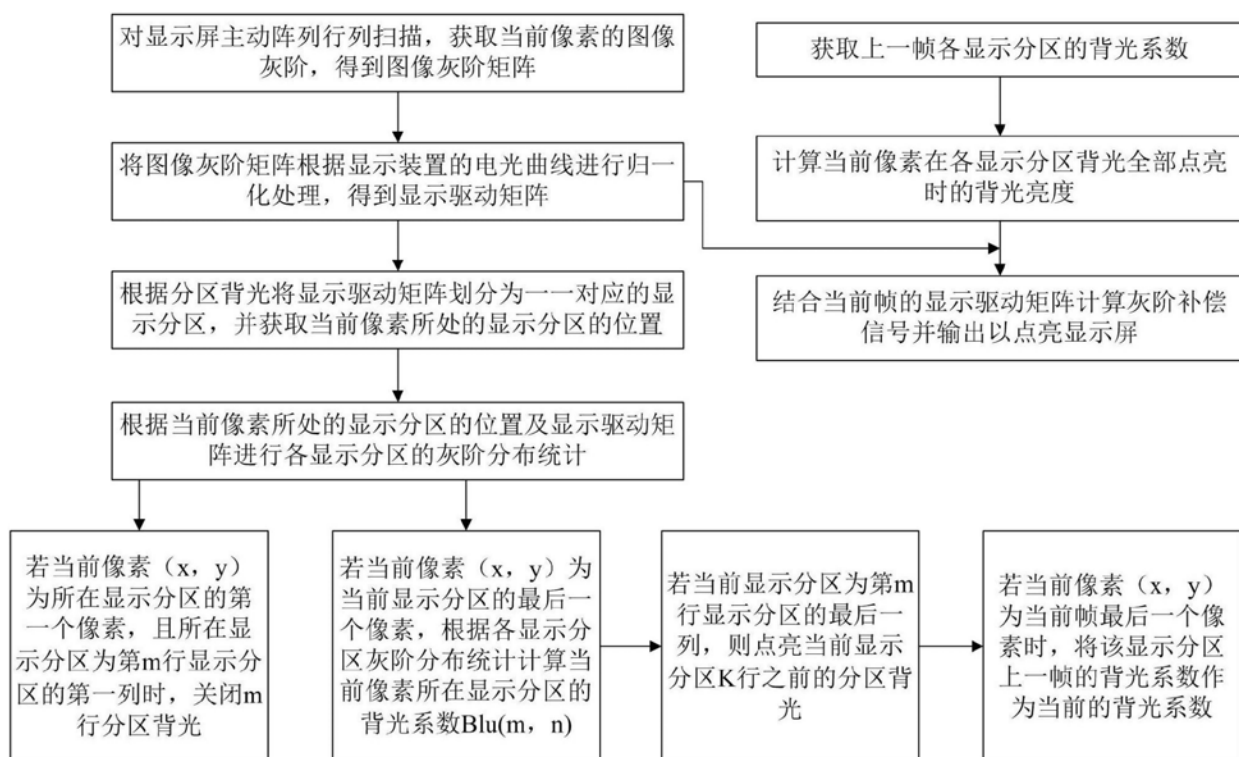 对显示屏主动阵列行列扫描，获取当前像素的图像
灰阶，得到图像灰阶矩阵
将图像灰阶矩阵根据显示装置的电光曲线进行归一
化处理，得到显示驱动矩阵
根据分区背光将显示驱动矩阵划分为一一对应的显
示分区，并获取当前像素所处的显示分区的位置
根据当前像素所处的显示分区的位置及显示驱动矩
阵进行各显示分区的灰阶分布统计
获取上一帧各显示分区的背光系数
计算当前像素在各显示分区背光全部点亮
时的背光亮度
结合当前帧的显示驱动矩阵计算灰阶补偿
信号并输出以点亮显示屏
若当前像素（x，y）
为所在显示分区的第
一个像素，且所在显
示分区为第m行显示分
区的第一列时，关闭m
行分区背光
若当前像素（x，y）为
当前显示分区的最后一
个像素，根据各显示分
区灰阶分布统计计算当
前像素所在显示分区的
背光系数Blu(m，n)
若当前显示分区为第m
行显示分区的最后一
列，则点亮当前显示
分区K行之前的分区背
光
若当前像素（x，y）
为当前帧最后一个像
素时，将该显示分区
上一帧的背光系数作
为当前的背光系数